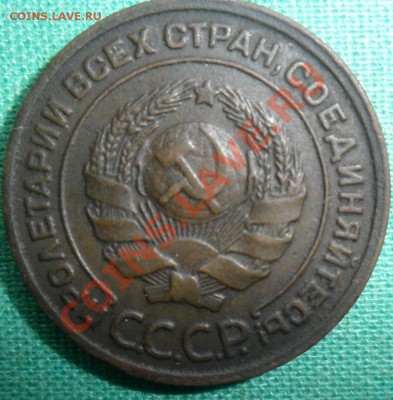 COINS.LAVE.RU
ПРОЛЕТАРИИ ВСЕХ СТРАН, СОЕДИНЯЙТЕСЬ!
С.С.С.Р.
COINS.LAVE.RU